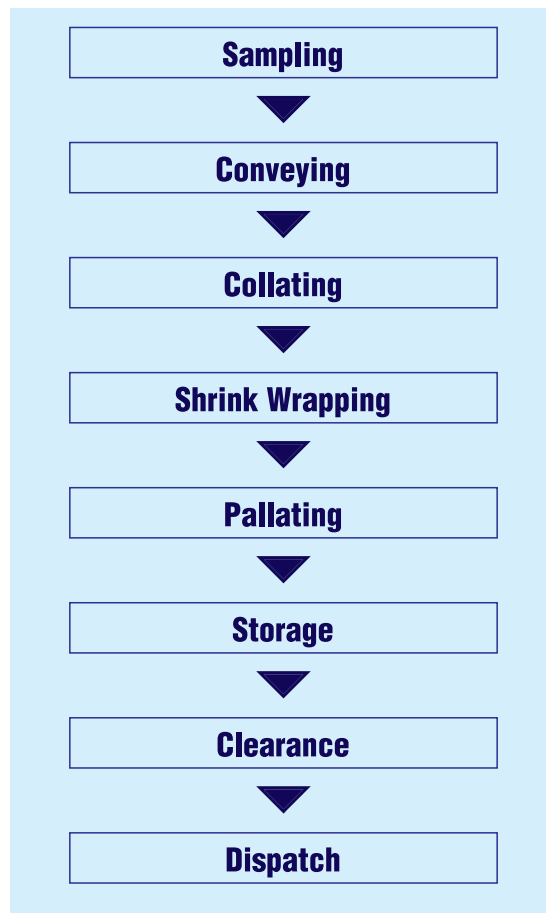 Sampling
Conveying
Collating
Shrink Wrapping
Pallating
Storage
Clearance
Dispatch